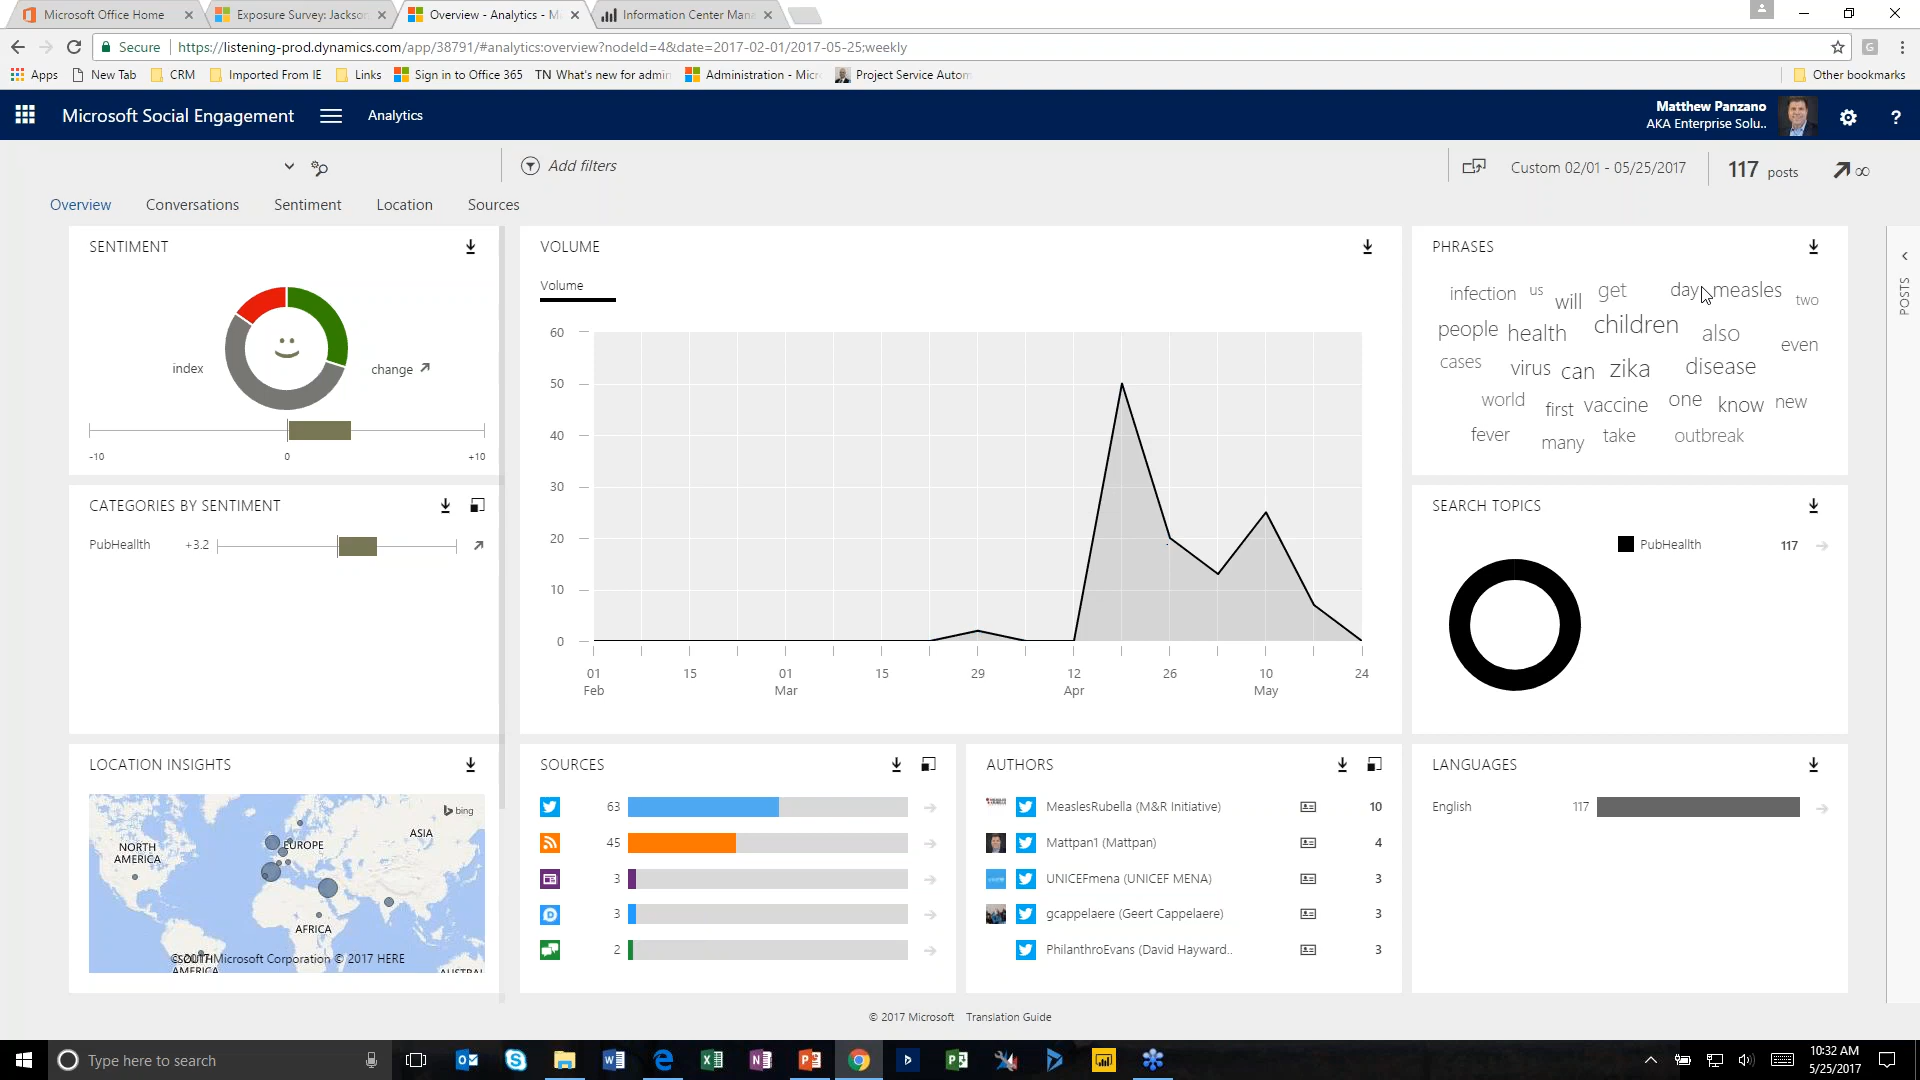 Microsoft Office Home
Exposure Survey: Jackson
Overview - Analytics - M
Information Center Man
Secure
https://listening-prod.dynamics.com/app/38791/#analytics:overview?nodeId=4&date=2017-02-01/2017-05-25;weekly
Apps
New Tab
CRM
Imported From IE
Links
Sign in to Office 365
TN What's new for admin
Administration - Micr
Project Service Autom
Other bookmarks
Microsoft Social Engagement
Analytics
Matthew Panzano
AKA Enterprise Solu..
?
Add filters
Custom 02/01 - 05/25/2017
117 posts
∞
Overview
Conversations
Sentiment
Location
Sources
SENTIMENT
index
change
-10
0
+10
CATEGORIES BY SENTIMENT
PubHeallth +3.2
LOCATION INSIGHTS
bing
ASIA
NORTH
AMERICA
EUROPE
AFRICA
SOUTH
AMERICA
© 2017 Microsoft Corporation © 2017 HERE
AUSTRAL
VOLUME
Volume
60
50
40
30
20
10
0
01 15 01 15 29 12 26 10 24
Feb Mar Apr May
PHRASES
infection us will get day measles two
people health children also even
cases virus can zika disease
world first vaccine one know new
fever many take outbreak
POSTS
SEARCH TOPICS
PubHeallth 117
SOURCES
63
45
3
3
2
AUTHORS
MeaslesRubella (M&R Initiative) 10
Mattpan1 (Mattpan) 4
UNICEFmena (UNICEF MENA) 3
gcappelaere (Geert Cappelaere) 3
PhilanthroEvans (David Hayward.. 3
LANGUAGES
English 117
© 2017 Microsoft Translation Guide
Type here to search
10:32 AM
5/25/2017